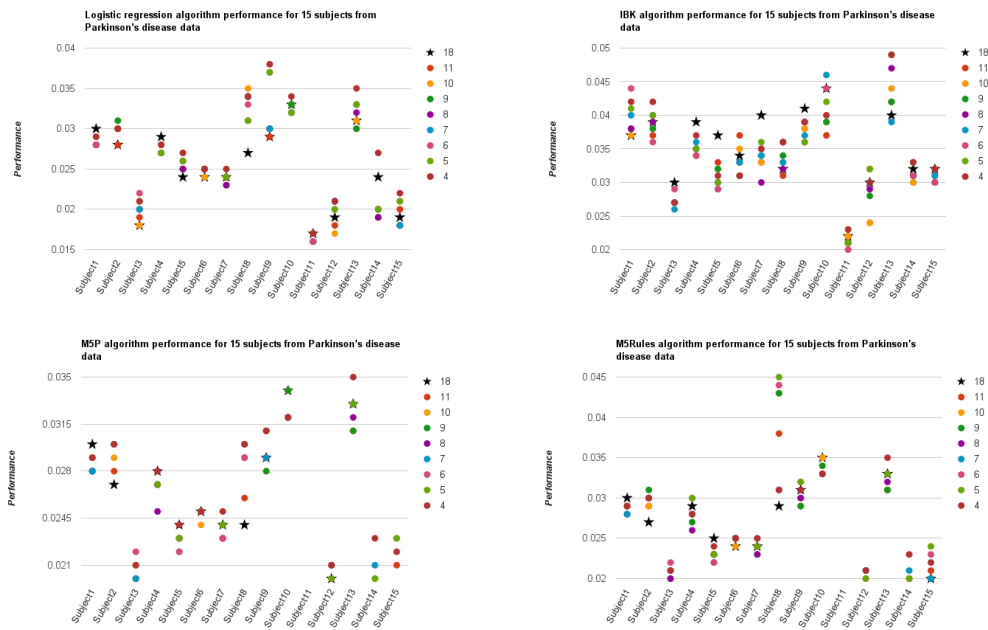 Logistic regression algorithm performance for 15 subjects from
Parkinson's disease data
Performance
0.04
0.035
0.03
0.025
0.02
0.015
Subject1
Subject2
Subject3
Subject4
Subject5
Subject6
Subject7
Subject8
Subject9
Subject10
Subject11
Subject12
Subject13
Subject14
Subject15
18
11
10
9
8
7
6
5
4
IBK algorithm performance for 15 subjects from Parkinson's disease
data
Performance
0.05
0.045
0.04
0.035
0.03
0.025
0.02
Subject1
Subject2
Subject3
Subject4
Subject5
Subject6
Subject7
Subject8
Subject9
Subject10
Subject11
Subject12
Subject13
Subject14
Subject15
18
11
10
9
8
7
6
5
4
M5P algorithm performance for 15 subjects from Parkinson's disease
data
Performance
0.035
0.0315
0.028
0.0245
0.021
Subject1
Subject2
Subject3
Subject4
Subject5
Subject6
Subject7
Subject8
Subject9
Subject10
Subject11
Subject12
Subject13
Subject14
Subject15
18
11
10
9
8
7
6
5
4
M5Rules algorithm performance for 15 subjects from Parkinson's
disease data
Performance
0.045
0.04
0.035
0.03
0.025
0.02
Subject1
Subject2
Subject3
Subject4
Subject5
Subject6
Subject7
Subject8
Subject9
Subject10
Subject11
Subject12
Subject13
Subject14
Subject15
18
11
10
9
8
7
6
5
4